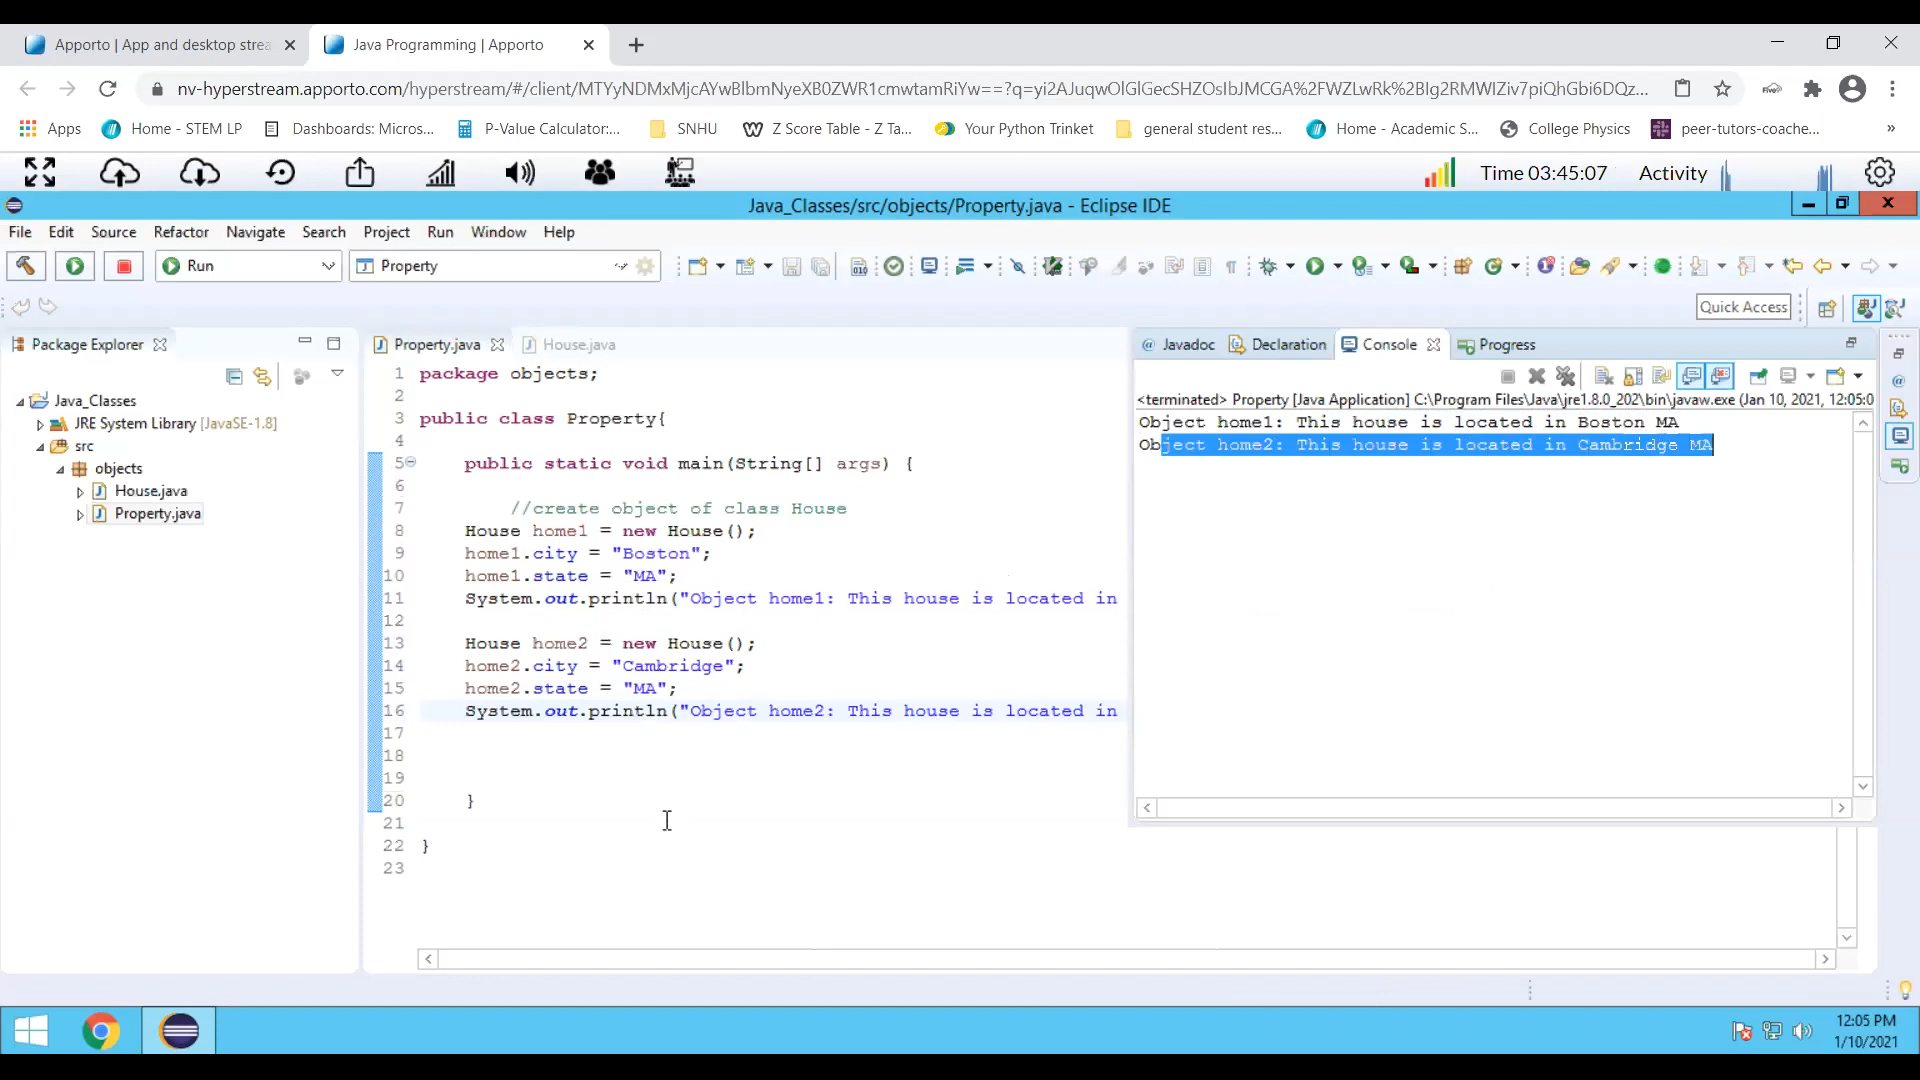 Apporto | App and desktop strea
Java Programming | Apporto
nv-hyperstream.apporto.com/hyperstream/#/client/MTYyNDMxMjcAYwBlbmNyeXB0ZWR1cmwtamRiYw==?q=yi2AJuqwOlGlGecSHZOsIbJMCGA%2FWZLwRk%2BIg2RMWIZiv7piQhGbi6DQz...
Apps
Home - STEM LP
Dashboards: Micros...
P-Value Calculator:...
SNHU
Z Score Table - Z Ta...
Your Python Trinket
general student res...
Home - Academic S...
College Physics
peer-tutors-coache...
»
Time 03:45:07
Activity
Java_Classes/src/objects/Property.java - Eclipse IDE
File Edit Source Refactor Navigate Search Project Run Window Help
Run
Property
Quick Access
Package Explorer
Java_Classes
JRE System Library [JavaSE-1.8]
src
objects
House.java
Property.java
Property.java
House.java
1 package objects;
2
3 public class Property{
4
5 public static void main(String[] args) {
6
7 //create object of class House
8 House home1 = new House();
9 home1.city = "Boston";
10 home1.state = "MA";
11 System.out.println("Object home1: This house is located in
12
13 House home2 = new House();
14 home2.city = "Cambridge";
15 home2.state = "MA";
16 System.out.println("Object home2: This house is located in
17
18
19
20 }
21
22 }
23
Javadoc
Declaration
Console
Progress
<terminated> Property [Java Application] C:\Program Files\Java\jre1.8.0_202\bin\javaw.exe (Jan 10, 2021, 12:05:0
Object home1: This house is located in Boston MA
Object home2: This house is located in Cambridge MA
12:05 PM
1/10/2021